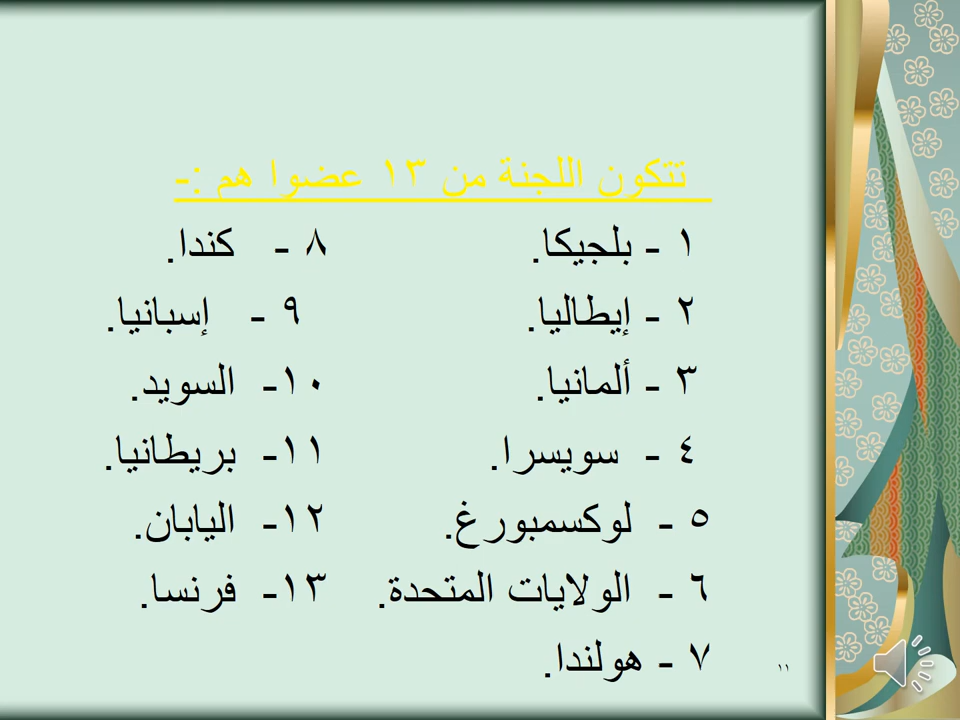 تتكون اللجنة من ١٣ عضوا هم :-
١ - بلجيكا. ٨ - كندا.
٢ - إيطاليا. ٩ - إسبانيا.
٣ - ألمانيا. ١٠- السويد.
٤ - سويسرا. ١١- بريطانيا.
٥ - لوكسمبورغ. ١٢- اليابان.
٦ - الولايات المتحدة. ١٣- فرنسا.
٧ - هولندا.
١١